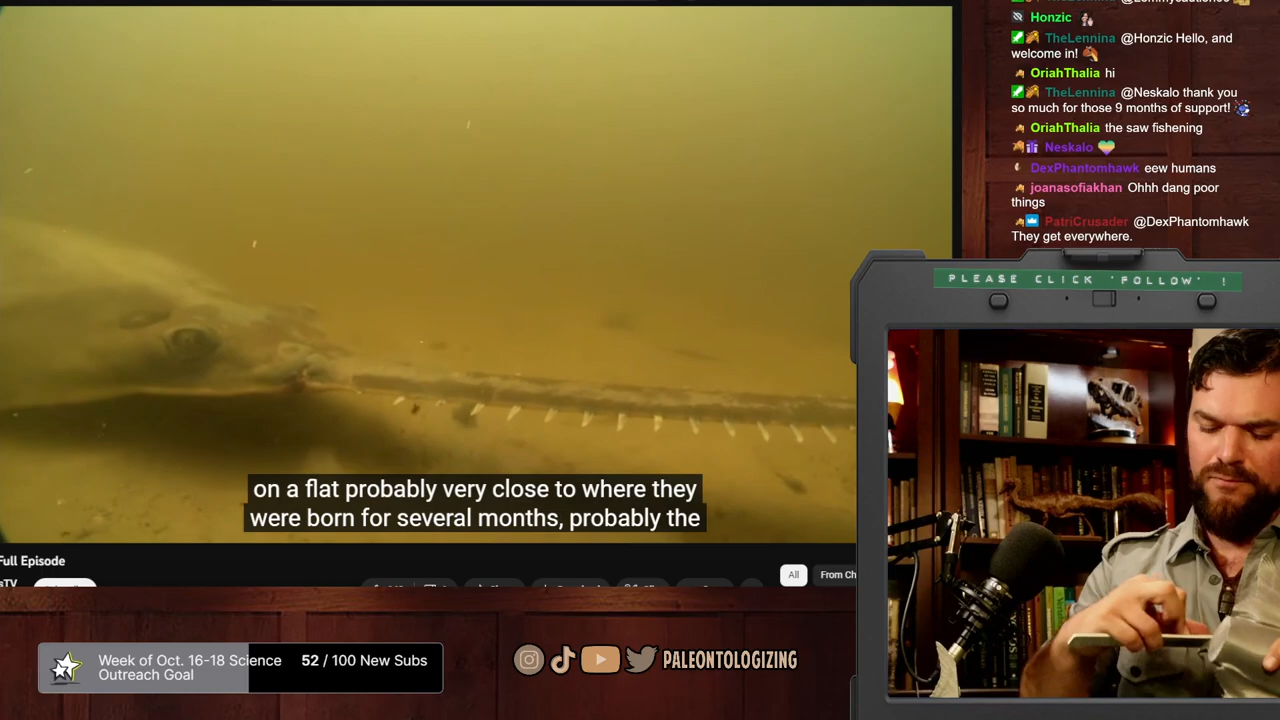 Honzic
TheLennina @Honzic Hello, and
welcome in!
OriahThalia hi
TheLennina @Neskalo thank you
so much for those 9 months of support!
OriahThalia the saw fishening
Neskalo
DexPhantomhawk eew humans
joanasofiakhan Ohhh dang poor
things
PatriCrusader @DexPhantomhawk
They get everywhere.
PLEASE CLICK 'FOLLOW' !
on a flat probably very close to where they
were born for several months, probably the
Full Episode
All
From Ch
Week of Oct. 16-18 Science
Outreach Goal
52 / 100 New Subs
PALEONTOLOGIZING